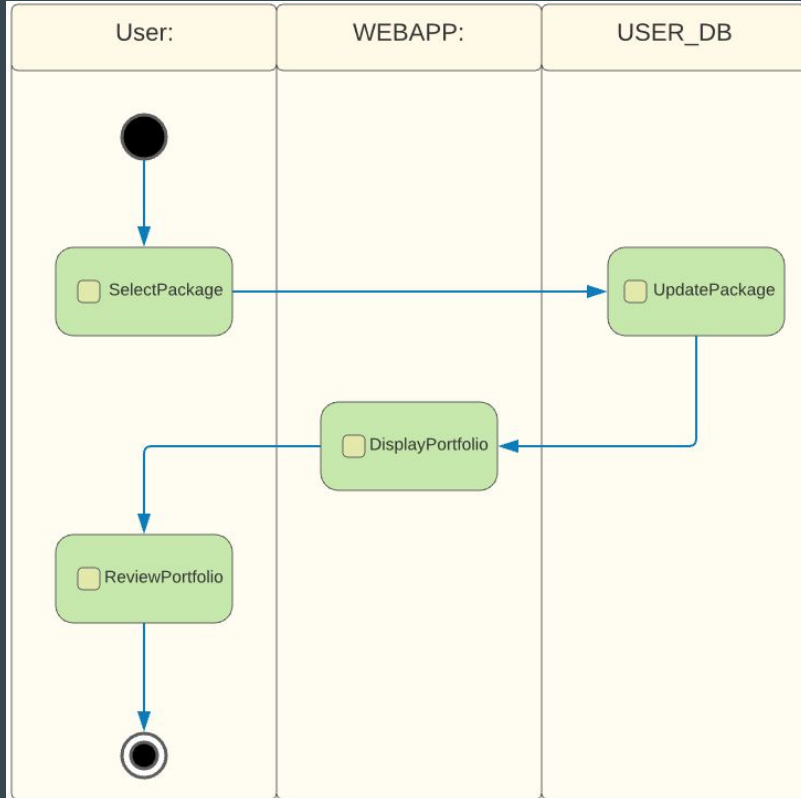 User:
WEBAPP:
USER_DB
SelectPackage
UpdatePackage
DisplayPortfolio
ReviewPortfolio